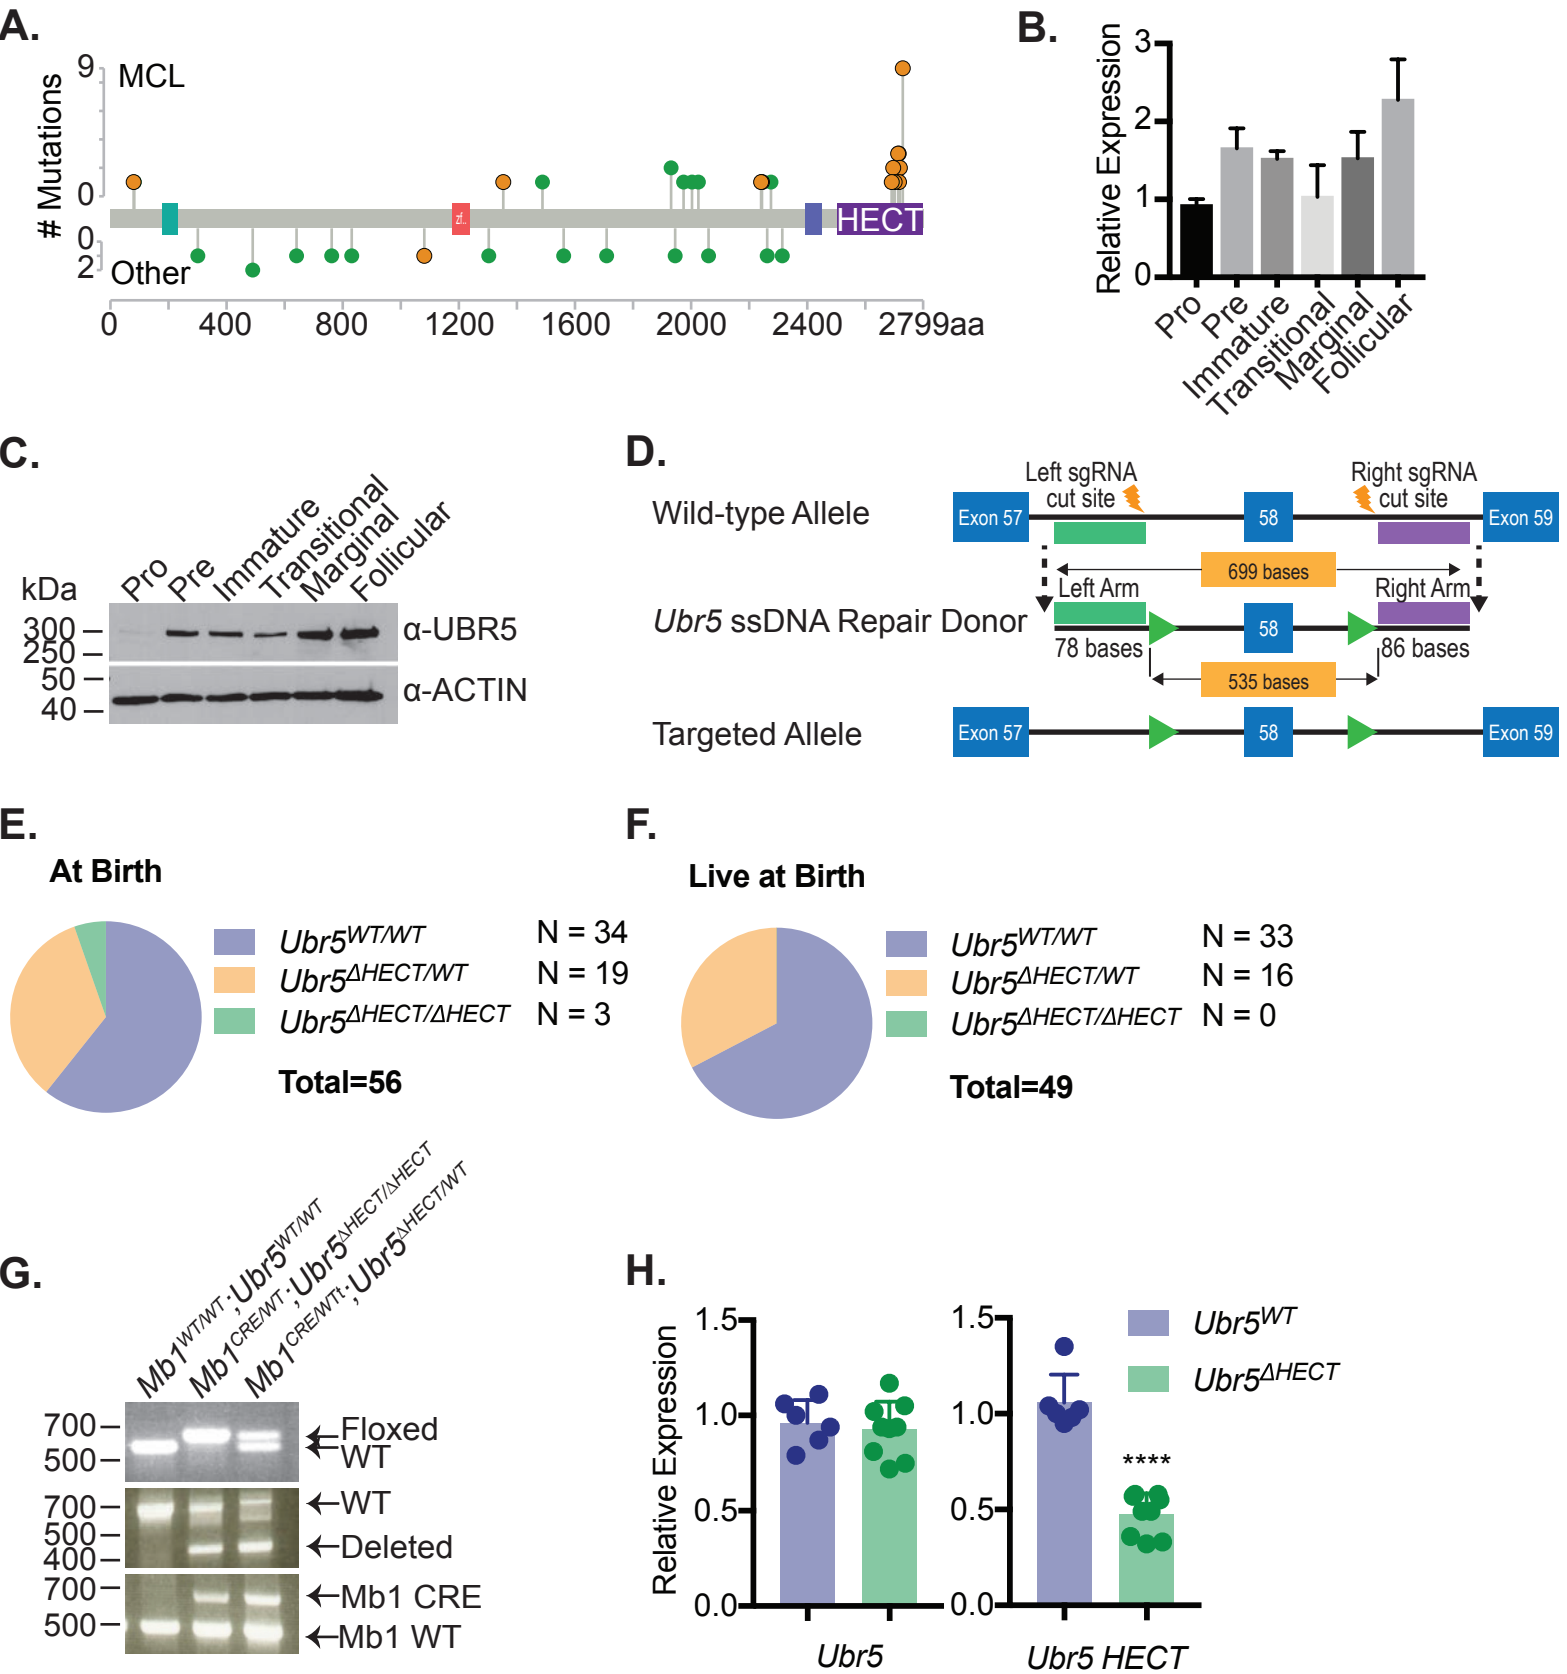 A.
MCL
# Mutations
9
0
0
2
Other
zf..
HECT
0
400
800
1200
1600
2000
2400
2799aa
B.
Relative Expression
3
2
1
0
Pro
Pre
Immature
Transitional
Marginal
Follicular
C.
kDa
Pro
Pre
Immature
Transitional
Marginal
Follicular
300
250
50
40
α-UBR5
α-ACTIN
D.
Left sgRNA
cut site
Right sgRNA
cut site
Wild-type Allele
Exon 57
58
Exon 59
699 bases
Left Arm
Right Arm
Ubr5 ssDNA Repair Donor
58
78 bases
86 bases
535 bases
Targeted Allele
Exon 57
58
Exon 59
E.
At Birth
Ubr5WT/WT N = 34
Ubr5ΔHECT/WT N = 19
Ubr5ΔHECT/ΔHECT N = 3
Total=56
F.
Live at Birth
Ubr5WT/WT N = 33
Ubr5ΔHECT/WT N = 16
Ubr5ΔHECT/ΔHECT N = 0
Total=49
G.
Mb1WT/WT;Ubr5WT/WT
Mb1CRE/WT;Ubr5ΔHECT/ΔHECT
Mb1CRE/WTt;Ubr5ΔHECT/WT
700
500
Floxed
WT
700
500
400
WT
Deleted
700
500
Mb1 CRE
Mb1 WT
H.
Relative Expression
1.5
1.0
0.5
0.0
Ubr5
1.5
1.0
0.5
0.0
****
Ubr5 HECT
Ubr5WT
Ubr5ΔHECT